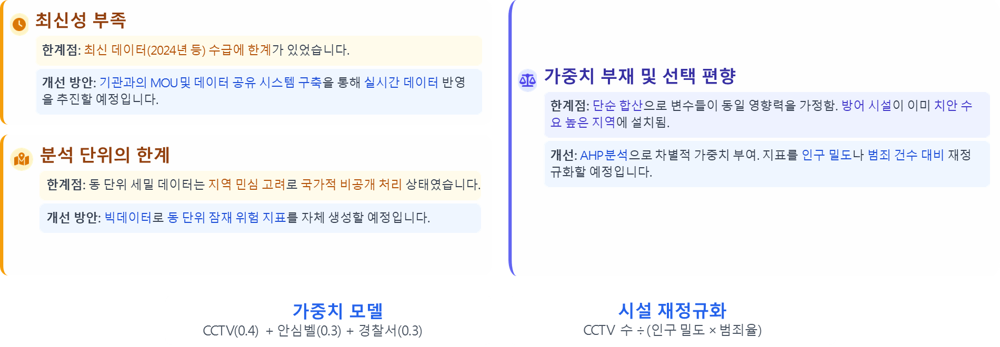 최신성 부족
한계점: 최신 데이터(2024년 등) 수급에 한계가 있었습니다.
개선 방안: 기관과의 MOU 및 데이터 공유 시스템 구축을 통해 실시간 데이터 반영
을 추진할 예정입니다.
분석 단위의 한계
한계점: 동 단위 세밀 데이터는 지역 민심 고려로 국가적 비공개 처리 상태였습니다.
개선 방안: 빅데이터로 동 단위 잠재 위험 지표를 자체 생성할 예정입니다.
가중치 부재 및 선택 편향
한계점: 단순 합산으로 변수들이 동일 영향력을 가정함. 방어 시설이 이미 치안 수
요 높은 지역에 설치됨.
개선: AHP 분석으로 차별적 가중치 부여. 지표를 인구 밀도나 범죄 건수 대비 재정
규화할 예정입니다.
가중치 모델
CCTV(0.4) + 안심벨(0.3) + 경찰서(0.3)
시설 재정규화
CCTV 수 ÷ (인구 밀도 × 범죄율)